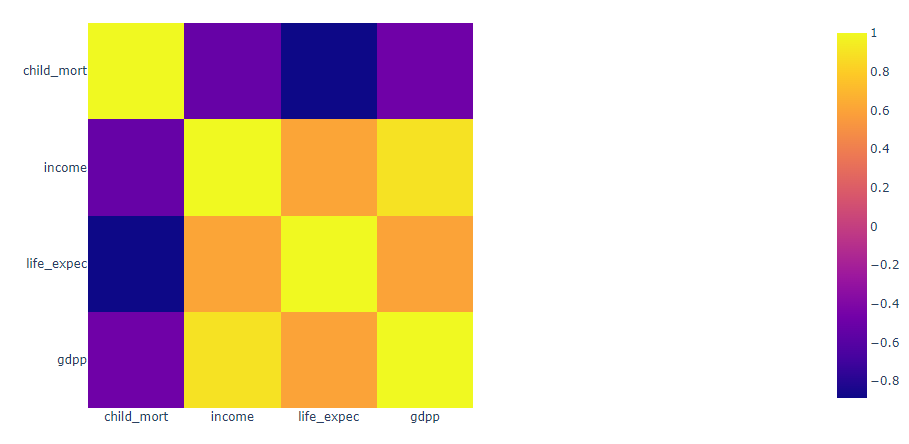 child_mort
income
life_expec
gdpp
child_mort income life_expec gdpp
1
0.8
0.6
0.4
0.2
0
−0.2
−0.4
−0.6
−0.8